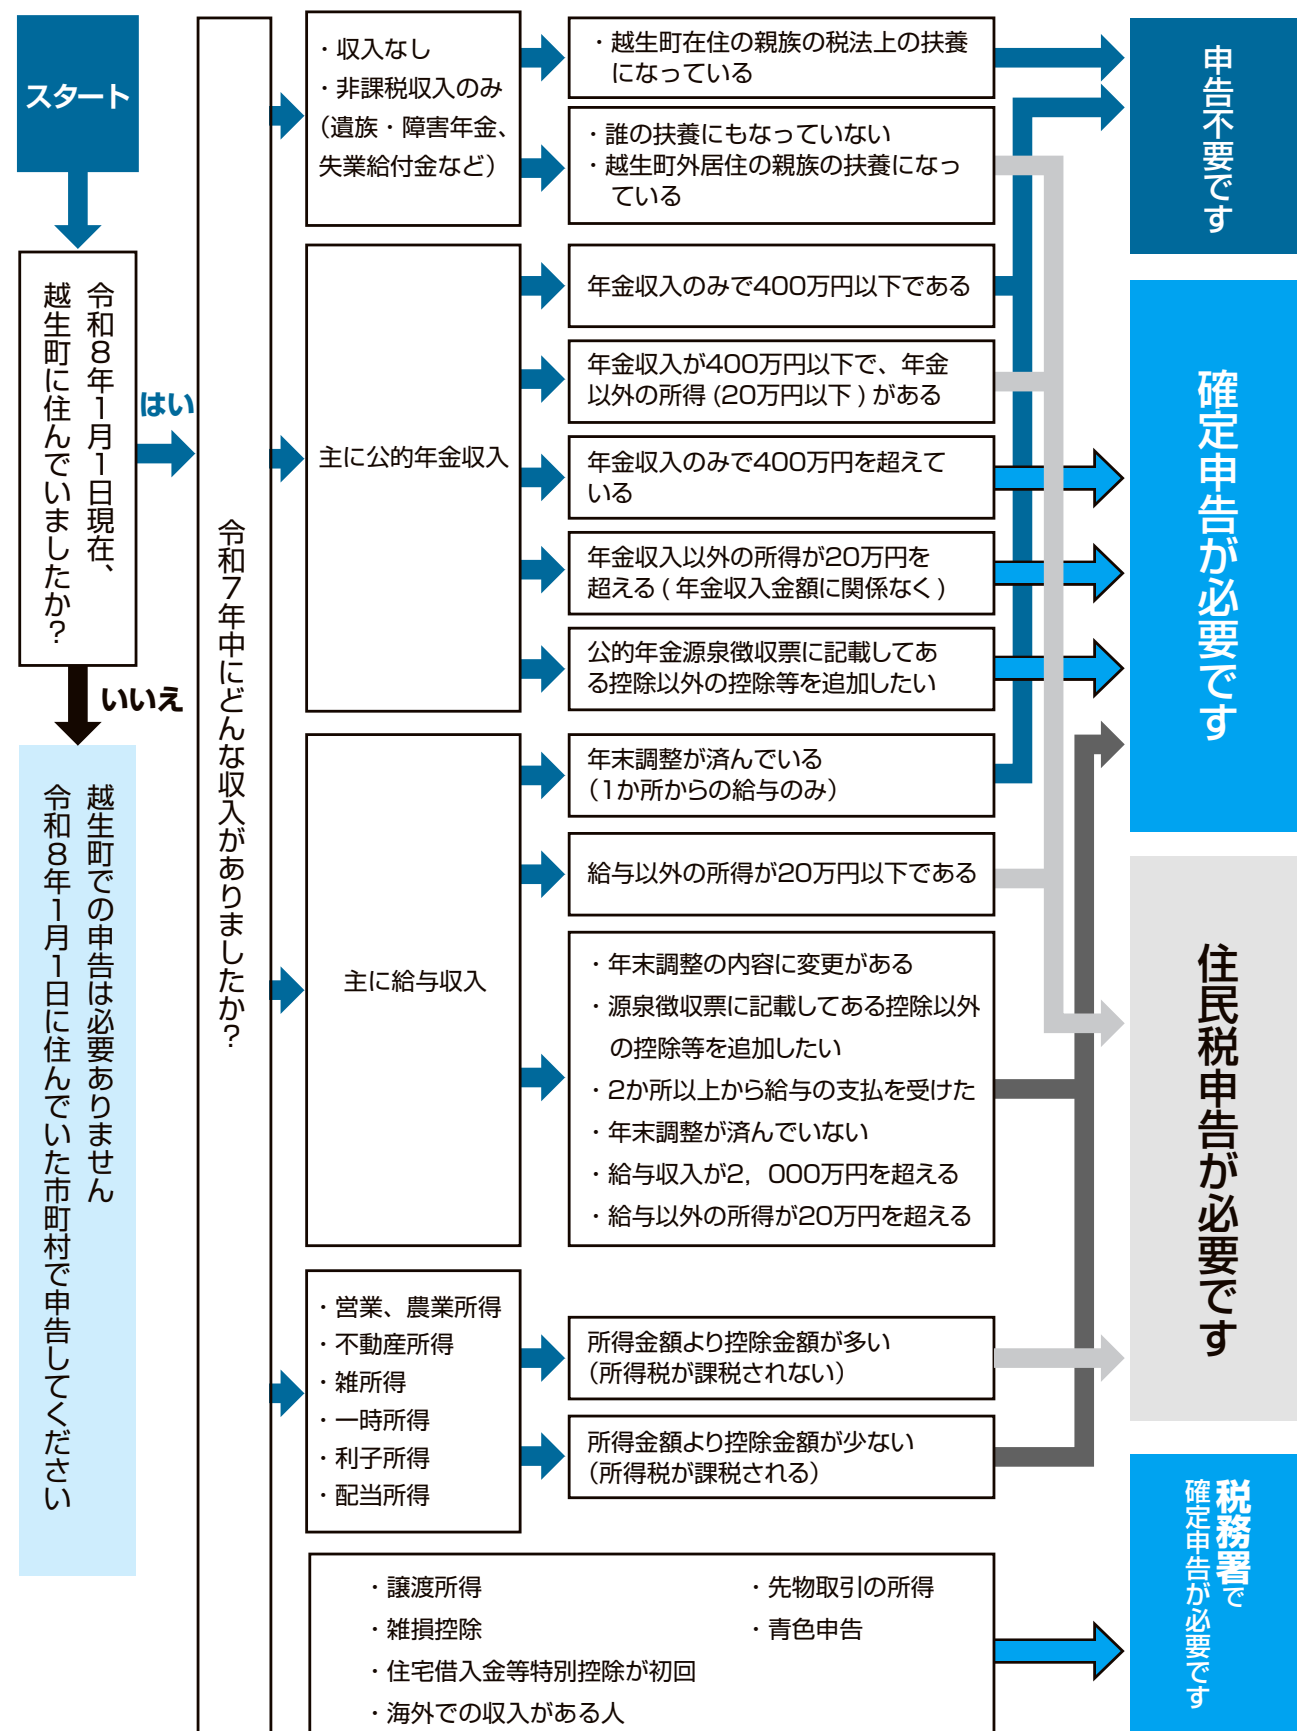 スタート
令和8年1月1日現在、
越生町に住んでいましたか?
はい
いいえ
越生町での申告は必要ありません
令和8年1月1日に住んでいた市町村で申告してください
令和7年中にどんな収入がありましたか?
・収入なし
・非課税収入のみ
(遺族・障害年金、
失業給付金など)
・越生町在住の親族の税法上の扶養
になっている
・誰の扶養にもなっていない
・越生町外居住の親族の扶養になっ
ている
主に公的年金収入
年金収入のみで400万円以下である
年金収入が400万円以下で、年金
以外の所得(20万円以下)がある
年金収入のみで400万円を超えて
いる
年金収入以外の所得が20万円を
超える(年金収入金額に関係なく)
公的年金源泉徴収票に記載してあ
る控除以外の控除等を追加したい
主に給与収入
年末調整が済んでいる
(1か所からの給与のみ)
給与以外の所得が20万円以下である
・年末調整の内容に変更がある
・源泉徴収票に記載してある控除以外
の控除等を追加したい
・2か所以上から給与の支払を受けた
・年末調整が済んでいない
・給与収入が2,000万円を超える
・給与以外の所得が20万円を超える
・営業、農業所得
・不動産所得
・雑所得
・一時所得
・利子所得
・配当所得
所得金額より控除金額が多い
(所得税が課税されない)
所得金額より控除金額が少ない
(所得税が課税される)
・譲渡所得
・雑損控除
・住宅借入金等特別控除が初回
・海外での収入がある人
・先物取引の所得
・青色申告
申告不要です
確定申告が必要です
住民税申告が必要です
税務署で
確定申告が必要です